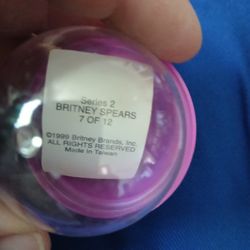 Series 2
BRITNEY SPEARS
7 OF 12
©1999 Britney Brands, Inc.
ALL RIGHTS RESERVED
Made in Taiwan